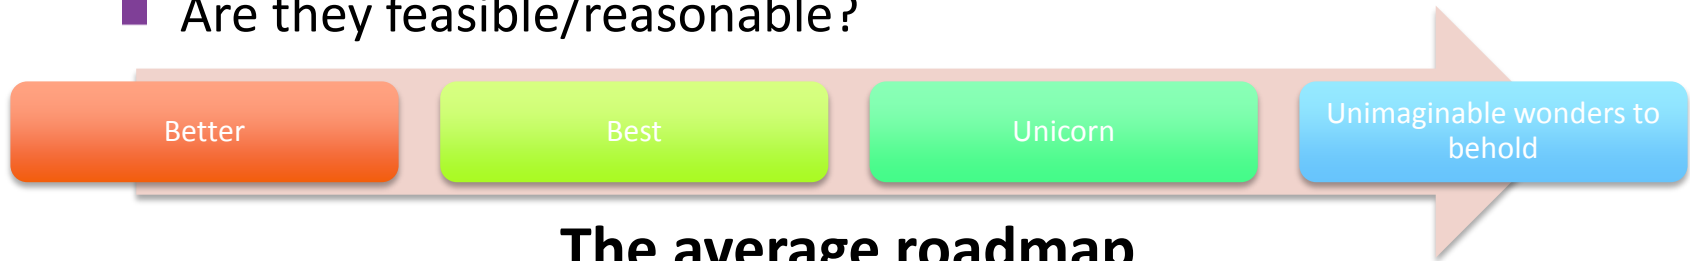 Are they feasible/reasonable?
Better
Best
Unicorn
Unimaginable wonders to
behold
The average roadmap